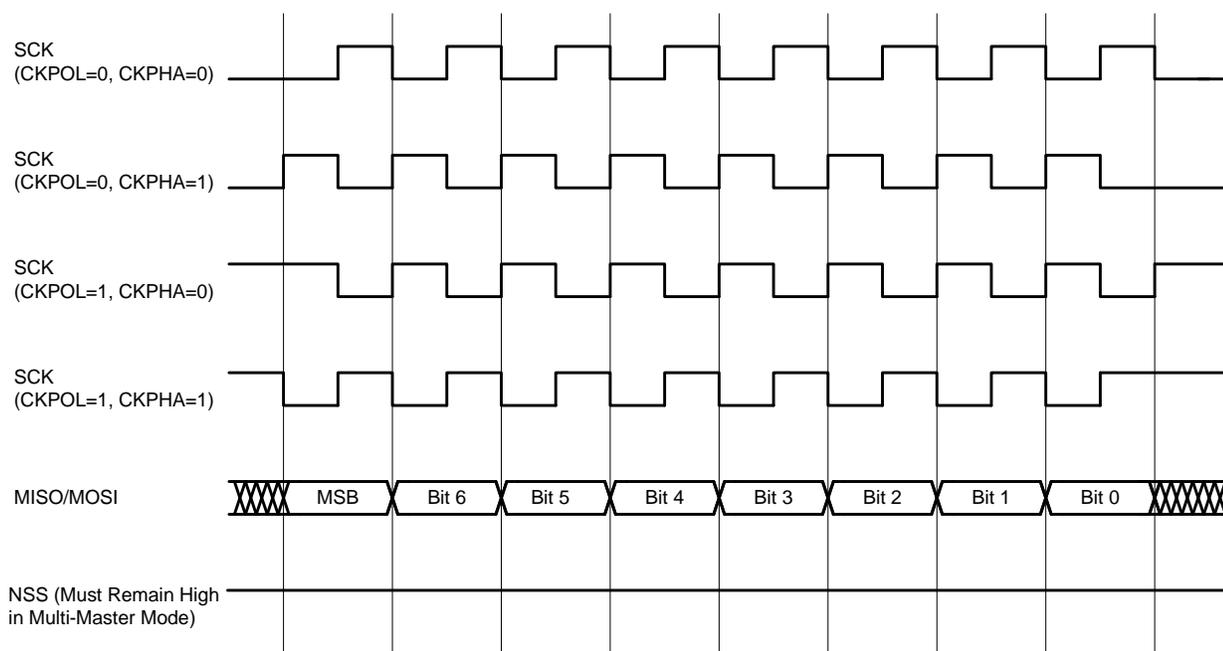 SCK
(CKPOL=0, CKPHA=0)
SCK
(CKPOL=0, CKPHA=1)
SCK
(CKPOL=1, CKPHA=0)
SCK
(CKPOL=1, CKPHA=1)
MISO/MOSI
MSB
Bit 6
Bit 5
Bit 4
Bit 3
Bit 2
Bit 1
Bit 0
NSS (Must Remain High
in Multi-Master Mode)